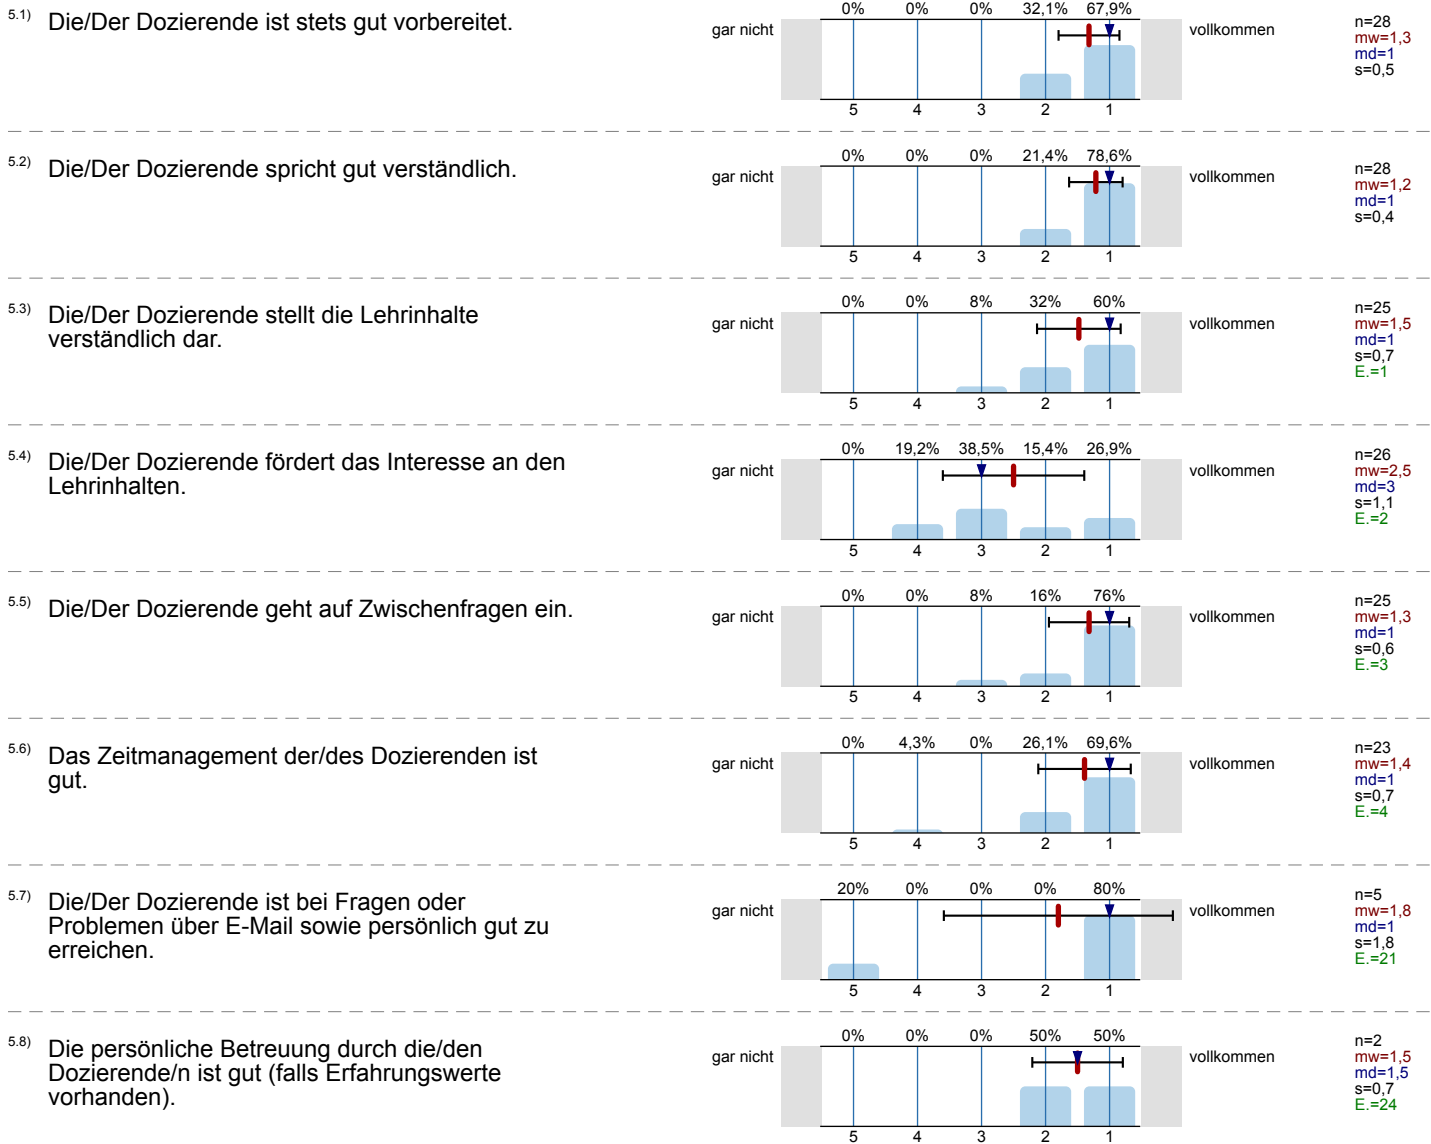 5.1) Die/Der Dozierende ist stets gut vorbereitet.
0% 0% 0% 32,1% 67,9%
gar nicht
vollkommen
5 4 3 2 1
n=28
mw=1,3
md=1
s=0,5
5.2) Die/Der Dozierende spricht gut verständlich.
0% 0% 0% 21,4% 78,6%
gar nicht
vollkommen
5 4 3 2 1
n=28
mw=1,2
md=1
s=0,4
5.3) Die/Der Dozierende stellt die Lehrinhalte
verständlich dar.
0% 0% 8% 32% 60%
gar nicht
vollkommen
5 4 3 2 1
n=25
mw=1,5
md=1
s=0,7
E.=1
5.4) Die/Der Dozierende fördert das Interesse an den
Lehrinhalten.
0% 19,2% 38,5% 15,4% 26,9%
gar nicht
vollkommen
5 4 3 2 1
n=26
mw=2,5
md=3
s=1,1
E.=2
5.5) Die/Der Dozierende geht auf Zwischenfragen ein.
0% 0% 8% 16% 76%
gar nicht
vollkommen
5 4 3 2 1
n=25
mw=1,3
md=1
s=0,6
E.=3
5.6) Das Zeitmanagement der/des Dozierenden ist
gut.
0% 4,3% 0% 26,1% 69,6%
gar nicht
vollkommen
5 4 3 2 1
n=23
mw=1,4
md=1
s=0,7
E.=4
5.7) Die/Der Dozierende ist bei Fragen oder
Problemen über E-Mail sowie persönlich gut zu
erreichen.
20% 0% 0% 0% 80%
gar nicht
vollkommen
5 4 3 2 1
n=5
mw=1,8
md=1
s=1,8
E.=21
5.8) Die persönliche Betreuung durch die/den
Dozierende/n ist gut (falls Erfahrungswerte
vorhanden).
0% 0% 0% 50% 50%
gar nicht
vollkommen
5 4 3 2 1
n=2
mw=1,5
md=1,5
s=0,7
E.=24